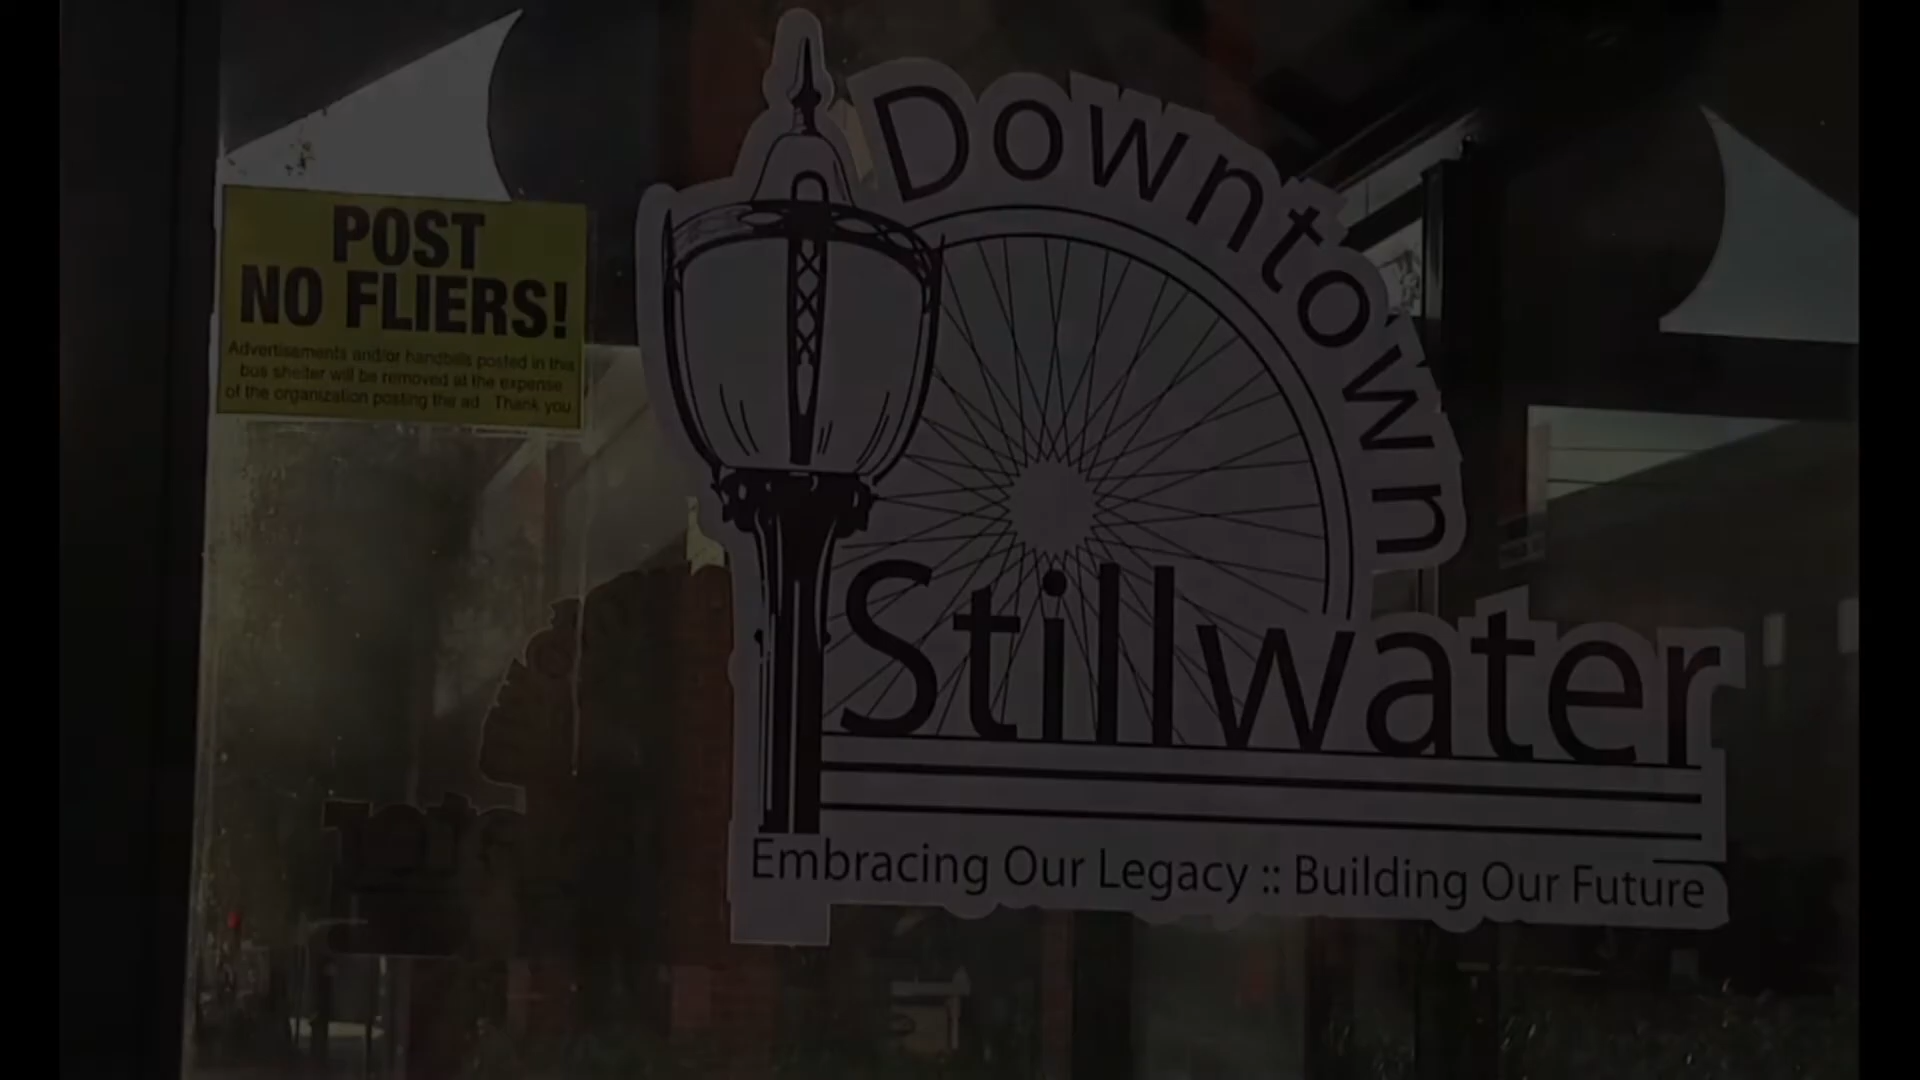 POST
NO FLIERS!
Advertisements and/or handbills posted in this
bus shelter will be removed at the expense
of the organization posting the ad. Thank you
Downtown
Stillwater
Embracing Our Legacy :: Building Our Future